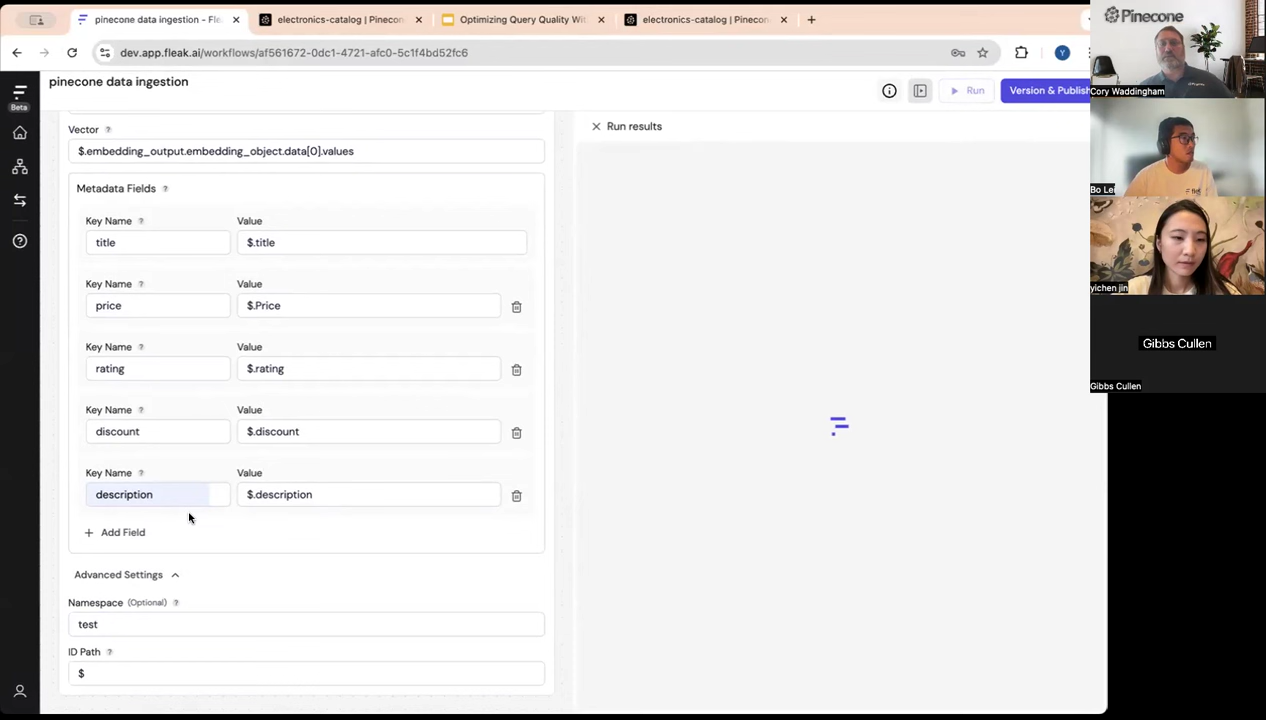 pinecone data ingestion - Fle
electronics-catalog | Pinecon
Optimizing Query Quality Wit
electronics-catalog | Pinecon
dev.app.fleak.ai/workflows/af561672-0dc1-4721-afc0-5c1f4bd52fc6
Y
Beta
pinecone data ingestion
Run
Version & Publish
Vector
$.embedding_output.embedding_object.data[0].values
Metadata Fields
Key Name
Value
title
$.title
Key Name
Value
price
$.Price
Key Name
Value
rating
$.rating
Key Name
Value
discount
$.discount
Key Name
Value
description
$.description
+ Add Field
Advanced Settings
Namespace (Optional)
test
ID Path
$
Run results
Pinecone
Cory Waddingham
Bo Lei
yichen jin
Gibbs Cullen
Gibbs Cullen